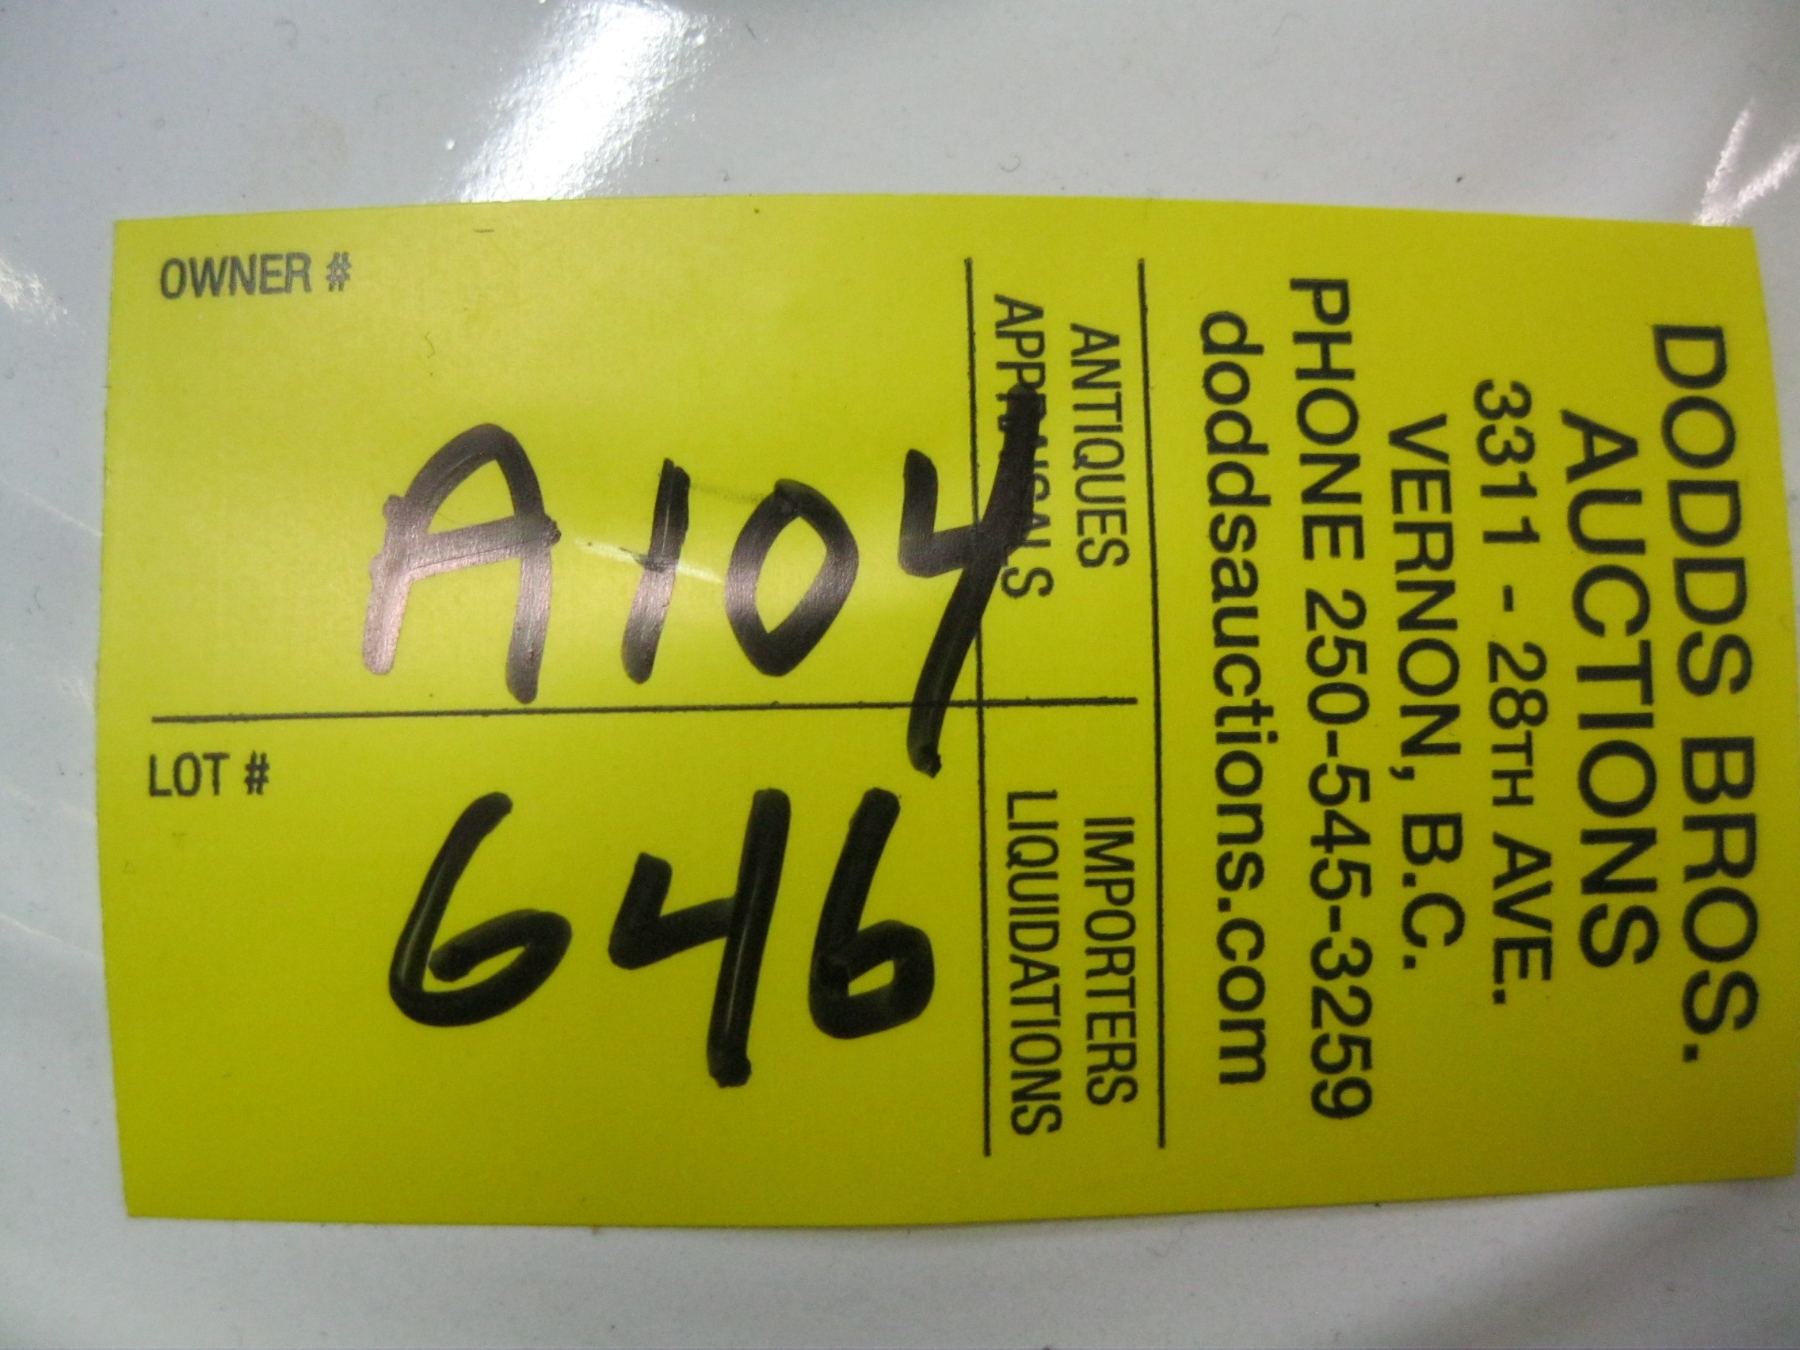 DODDS BROS.
AUCTIONS
3311 - 28TH AVE.
VERNON, B.C.
PHONE 250-545-3259
doddsauctions.com
ANTIQUES IMPORTERS
APPRAISALS LIQUIDATIONS
OWNER #
A104
LOT #
646